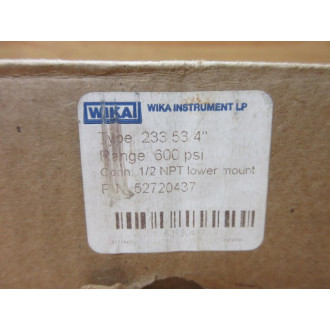 WIKA WIKA INSTRUMENT LP
Type: 233.53 4"
Range: 600 psi
Conn: 1/2 NPT lower mount
P/N: 52720437